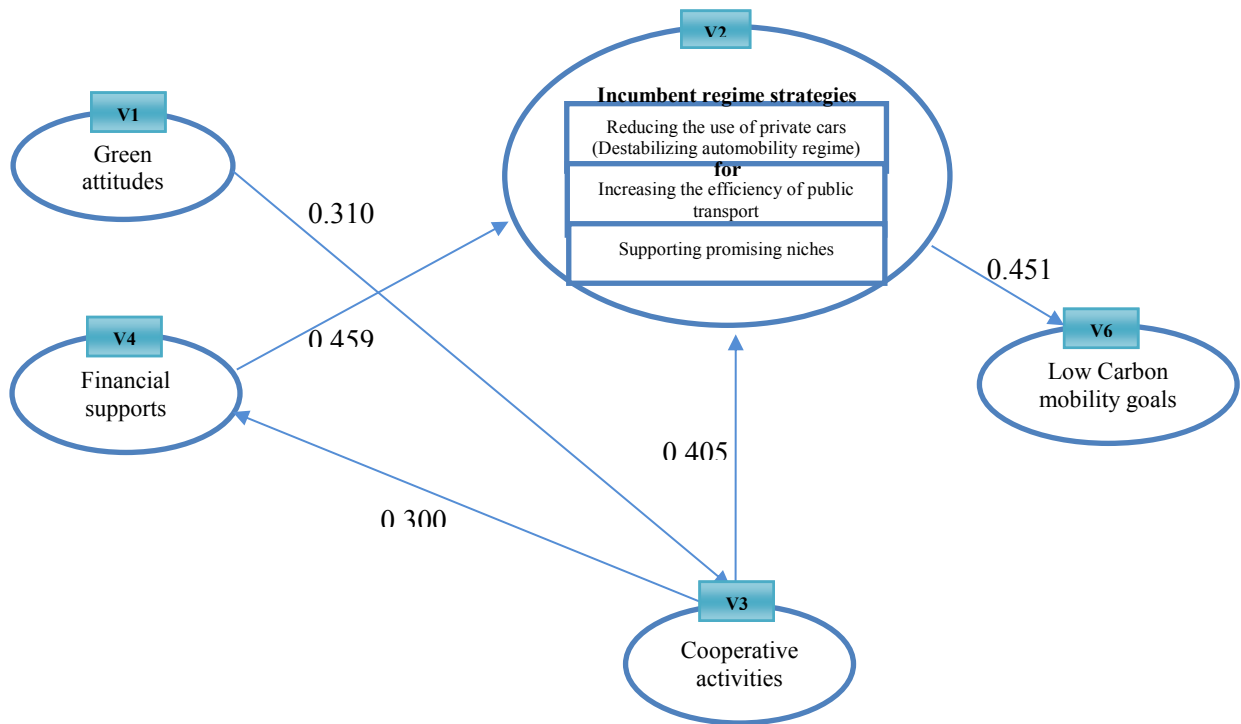 V2
Incumbent regime strategies
Reducing the use of private cars
(Destabilizing automobility regime)
for
Increasing the efficiency of public
transport
Supporting promising niches
V1
Green
attitudes
0.310
0.451
0.459
V4
Financial
supports
V6
Low Carbon
mobility goals
0.405
0.300
V3
Cooperative
activities